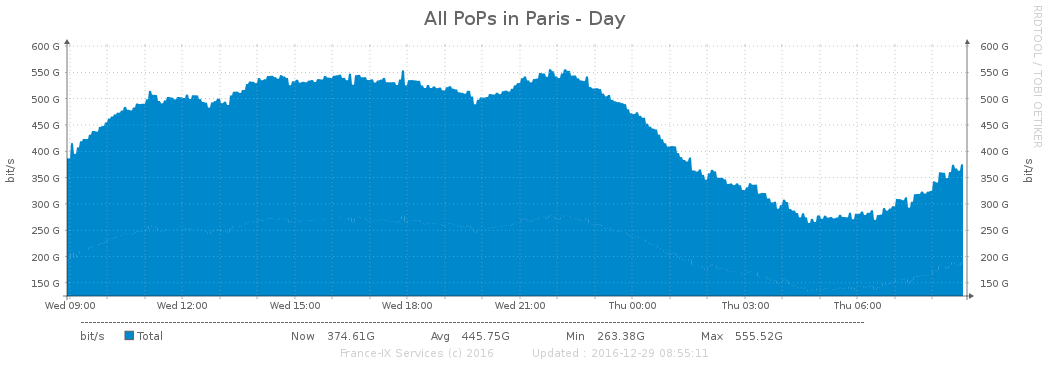 All PoPs in Paris - Day
RRDTOOL / TOBI OETIKER
600 G 600 G
550 G 550 G
500 G 500 G
450 G 450 G
400 G 400 G
350 G 350 G
300 G 300 G
250 G 250 G
200 G 200 G
150 G 150 G
bit/s bit/s
Wed 09:00 Wed 12:00 Wed 15:00 Wed 18:00 Wed 21:00 Thu 00:00 Thu 03:00 Thu 06:00
bit/s Total Now 374.61G Avg 445.75G Min 263.38G Max 555.52G
France-IX Services (c) 2016 Updated : 2016-12-29 08:55:11